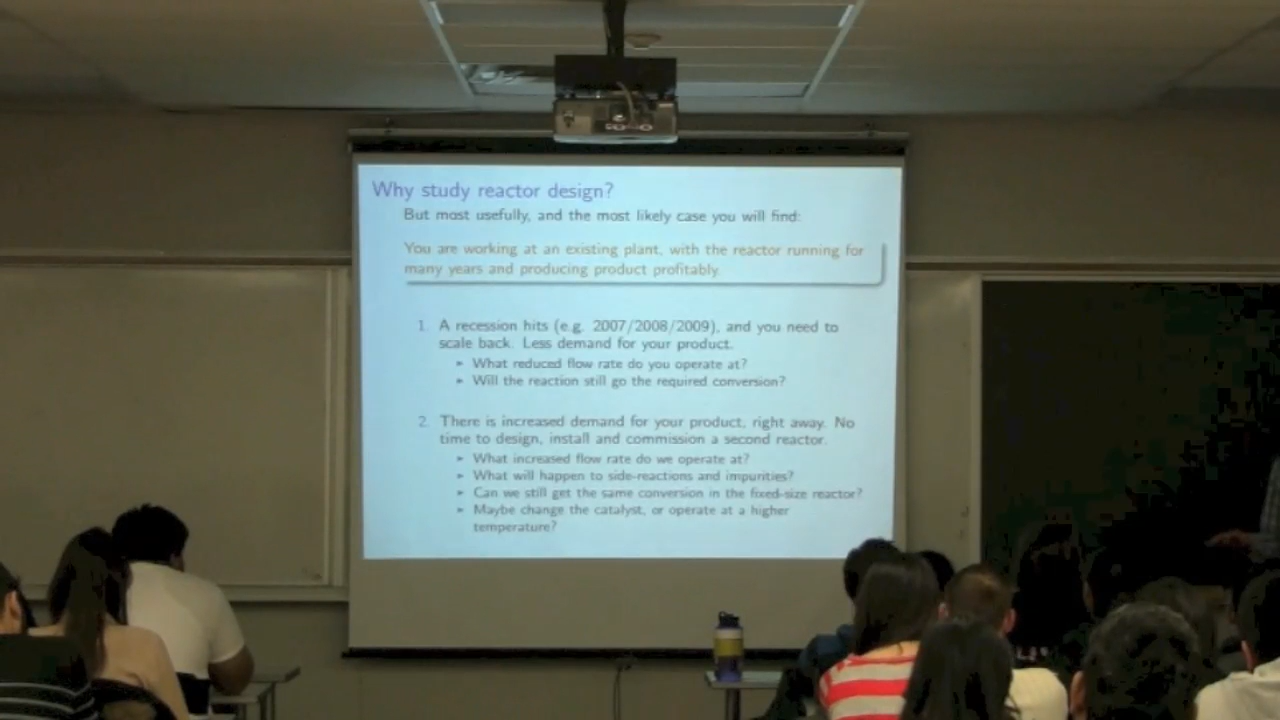 Why study reactor design?
But most usefully, and the most likely case you will find:
You are working at an existing plant, with the reactor running for
many years and producing product profitably.
1. A recession hits (e.g. 2007/2008/2009), and you need to
scale back. Less demand for your product.
► What reduced flow rate do you operate at?
► Will the reaction still go the required conversion?
2. There is increased demand for your product, right away. No
time to design, install and commission a second reactor.
► What increased flow rate do we operate at?
► What will happen to side-reactions and impurities?
► Can we still get the same conversion in the fixed-size reactor?
► Maybe change the catalyst, or operate at a higher
temperature?